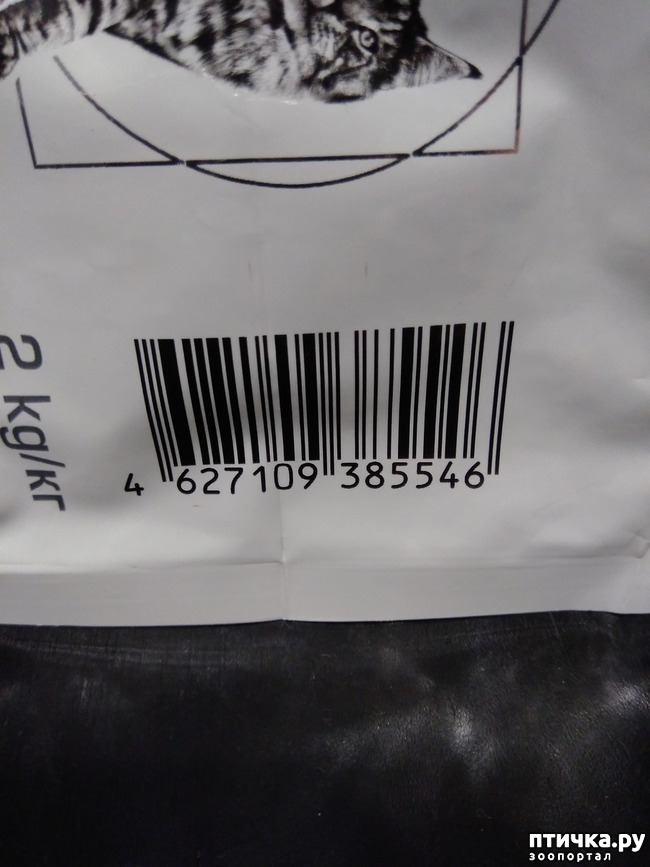 2 kg/кг
4 627109 385546
птичка.ру
зоопортал